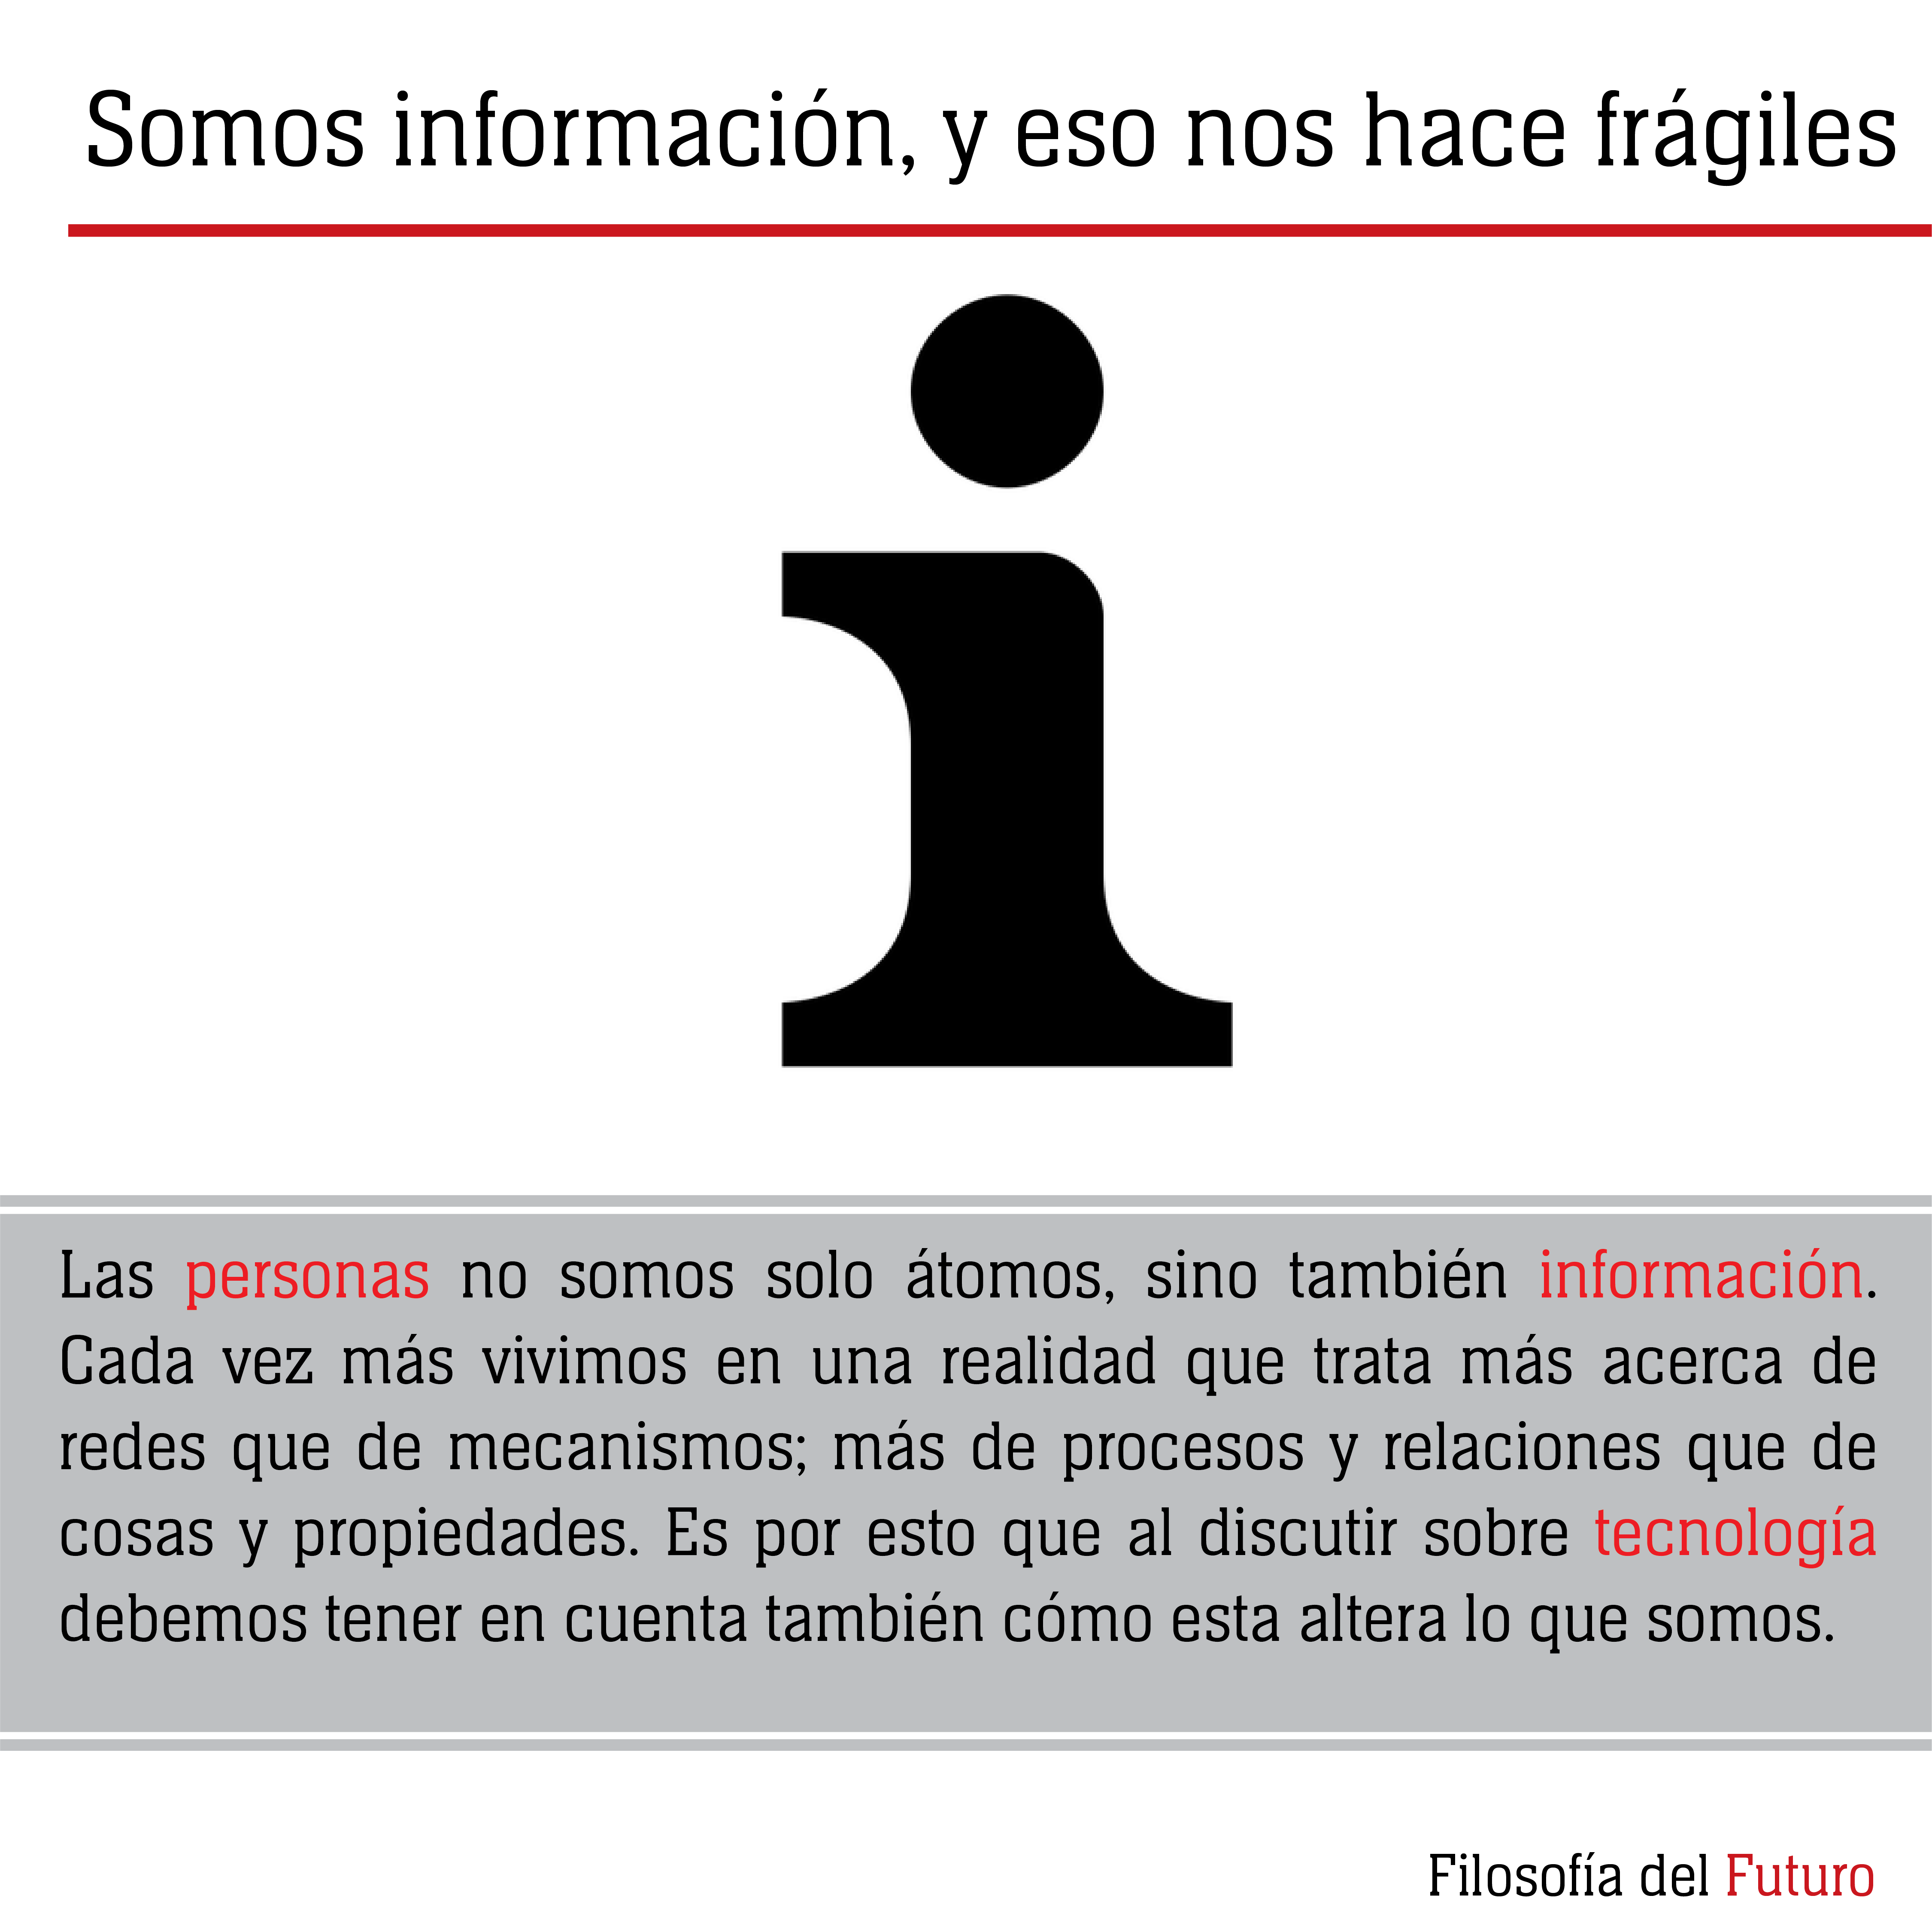 Somos información, y eso nos hace frágiles
i
Las personas no somos solo átomos, sino también información.
Cada vez más vivimos en una realidad que trata más acerca de
redes que de mecanismos; más de procesos y relaciones que de
cosas y propiedades. Es por esto que al discutir sobre tecnología
debemos tener en cuenta también cómo esta altera lo que somos.
Filosofía del Futuro